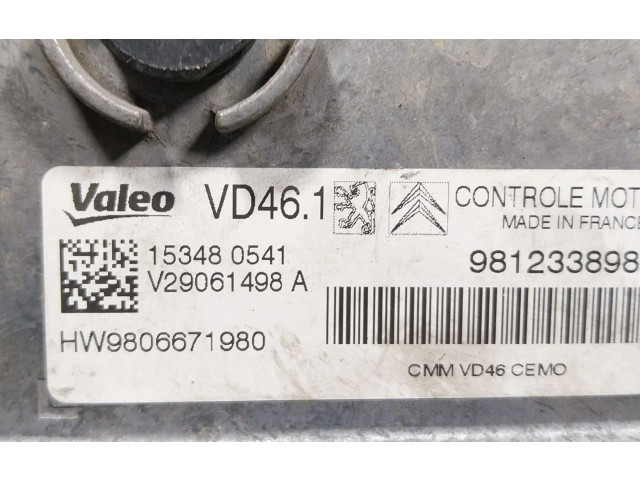 Valeo VD46.1 CONTROLE MOT
MADE IN FRANCE
15348 0541
V29061498 A
981233898
HW9806671980
CMM VD46 CEMO